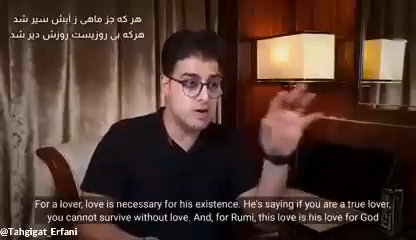 هر که جز ماهی ز آبش سیر شد
هرکه بی روزیست روزش دیر شد
For a lover, love is necessary for his existence. He's saying if you are a true lover,
you cannot survive without love. And, for Rumi, this love is his love for God
@Tahgigat_Erfani